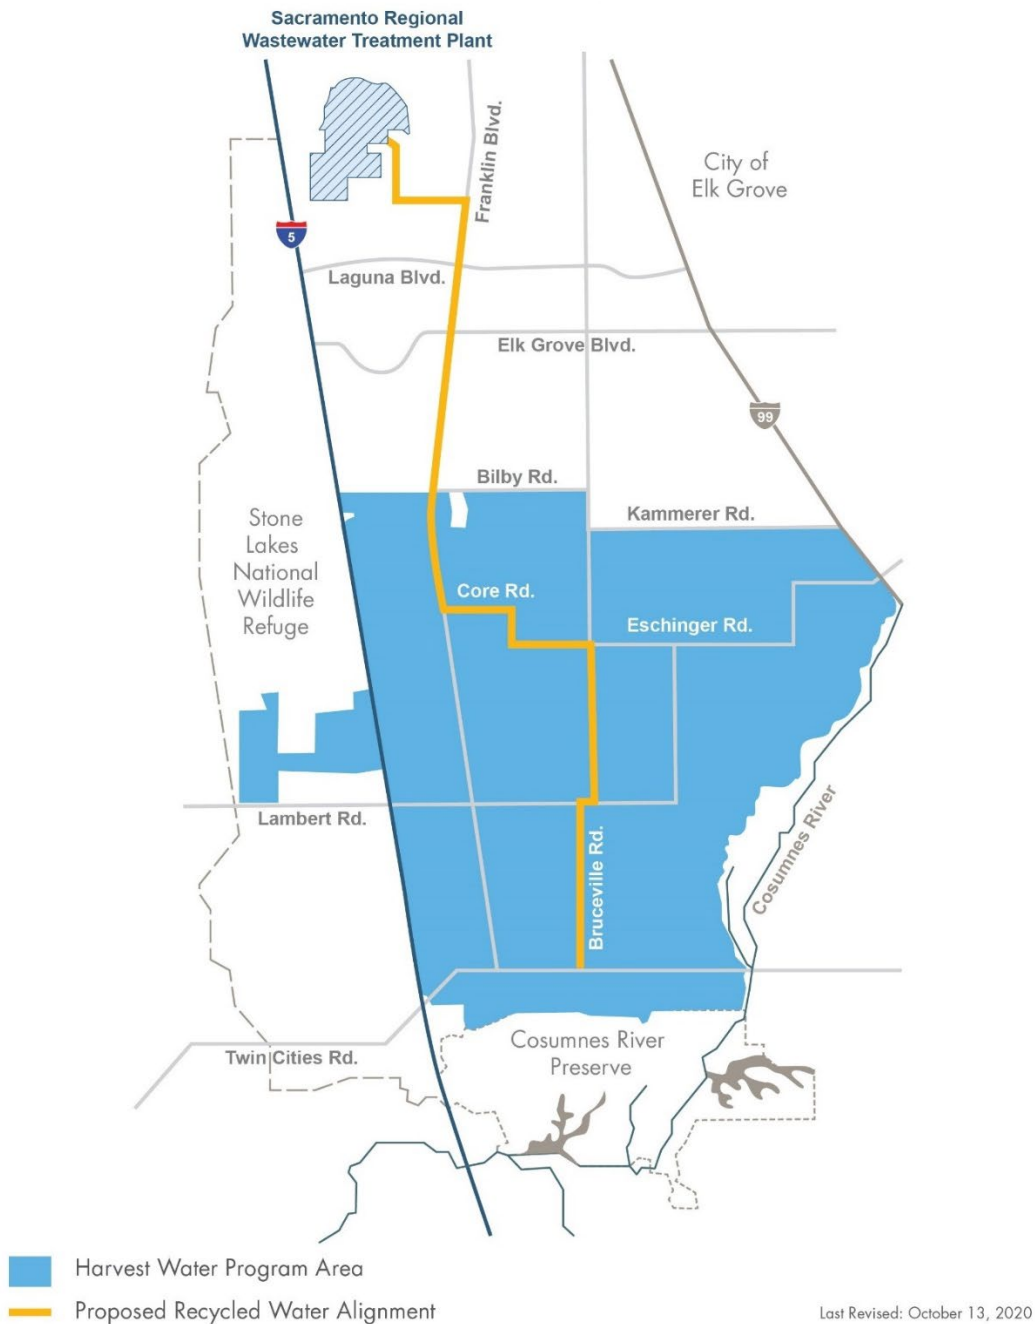 Sacramento Regional
Wastewater Treatment Plant
Franklin Blvd.
City of
Elk Grove
5
Laguna Blvd.
Elk Grove Blvd.
99
Bilby Rd.
Kammerer Rd.
Stone
Lakes
National
Wildlife
Refuge
Core Rd.
Eschinger Rd.
Lambert Rd.
Bruceville Rd.
Cosumnes River
Twin Cities Rd.
Cosumnes River
Preserve
Harvest Water Program Area
Proposed Recycled Water Alignment
Last Revised: October 13, 2020